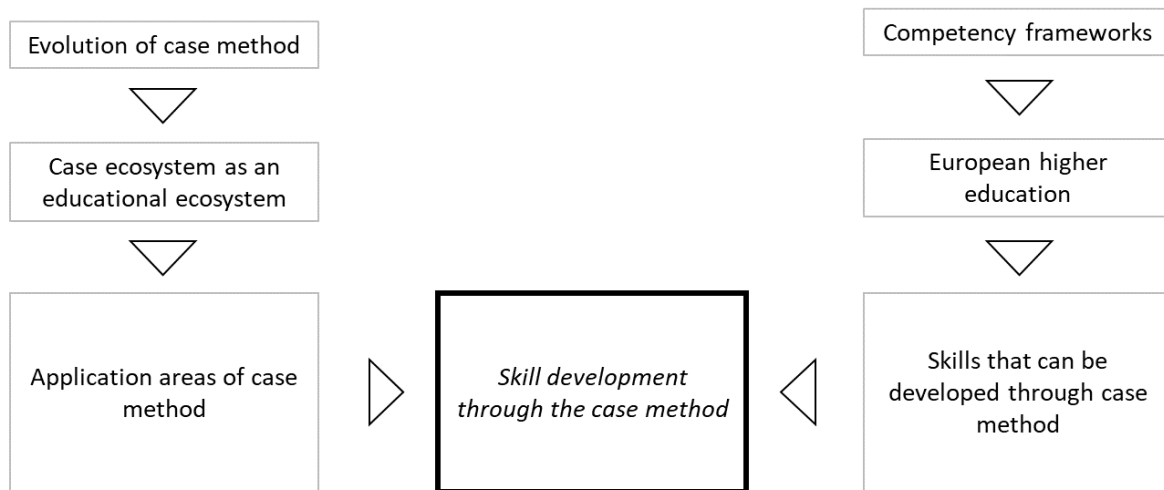 Evolution of case method
Case ecosystem as an
educational ecosystem
Application areas of case
method
Skill development
through the case method
Competency frameworks
European higher
education
Skills that can be
developed through case
method